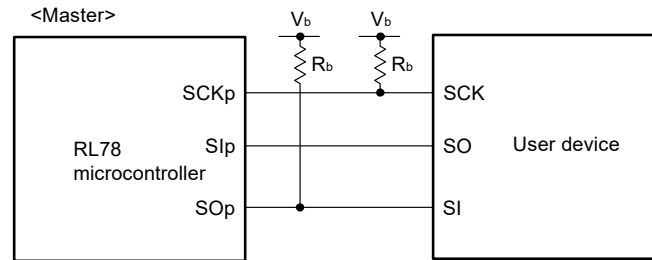 <Master>
Vb Vb
Rb Rb
SCKp SCK
SIp SO
RL78
microcontroller
User device
SOp SI